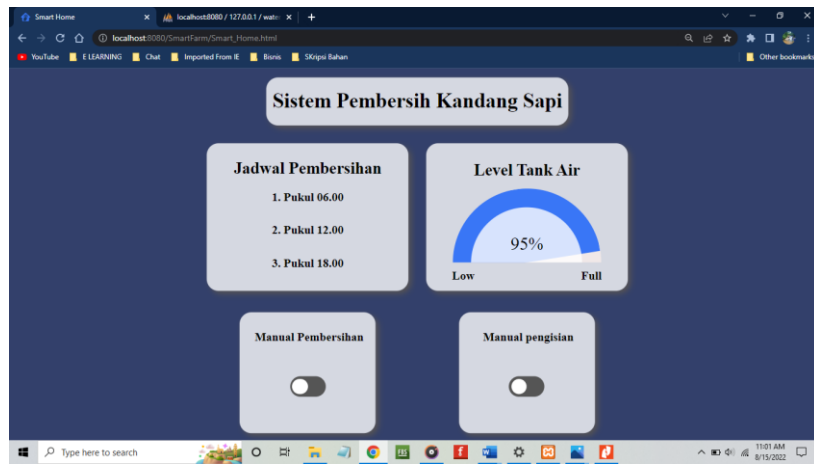 Smart Home
localhost:8080 / 127.0.0.1 / wate
localhost:8080/SmartFarm/Smart_Home.html
YouTube E LEARNING Chat Imported From IE Bisnis SKripsi Bahan Other bookmarks
Sistem Pembersih Kandang Sapi
Jadwal Pembersihan
1. Pukul 06.00
2. Pukul 12.00
3. Pukul 18.00
Level Tank Air
95%
Low Full
Manual Pembersihan
Manual pengisian
Type here to search
11:01 AM
8/15/2022